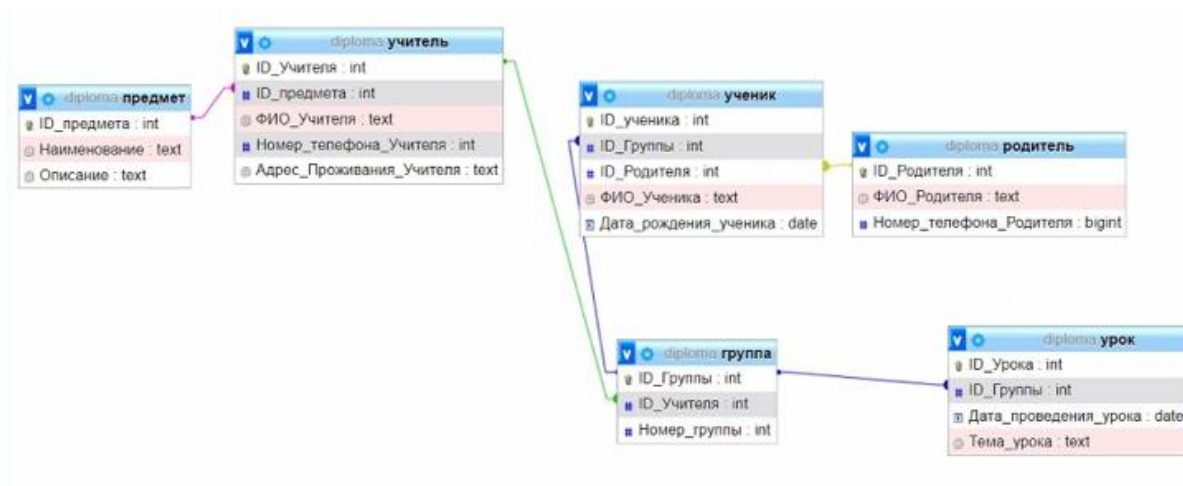 diploma предмет
ID_предмета : int
Наименование : text
Описание : text
diploma учитель
ID_Учителя : int
ID_предмета : int
ФИО_Учителя : text
Номер_телефона_Учителя : int
Адрес_Проживания_Учителя : text
diploma ученик
ID_ученика : int
ID_Группы : int
ID_Родителя : int
ФИО_Ученика : text
Дата_рождения_ученика : date
diploma родитель
ID_Родителя : int
ФИО_Родителя : text
Номер_телефона_Родителя : bigint
diploma группа
ID_Группы : int
ID_Учителя : int
Номер_группы : int
diploma урок
ID_Урока : int
ID_Группы : int
Дата_проведения_урока : date
Тема_урока : text